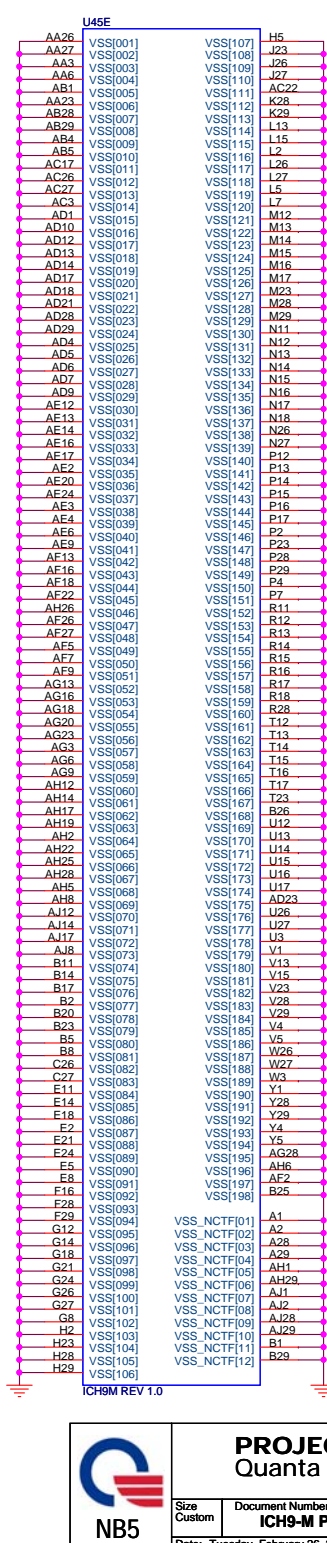 U45E
AA26 VSS[001] VSS[107] H5
AA27 VSS[002] VSS[108] J23
AA3 VSS[003] VSS[109] J26
AA6 VSS[004] VSS[110] J27
AB1 VSS[005] VSS[111] AC22
AA23 VSS[006] VSS[112] K28
AB28 VSS[007] VSS[113] K29
AB29 VSS[008] VSS[114] L13
AB4 VSS[009] VSS[115] L15
AB5 VSS[010] VSS[116] L2
AC17 VSS[011] VSS[117] L26
AC26 VSS[012] VSS[118] L27
AC27 VSS[013] VSS[119] L5
AC3 VSS[014] VSS[120] L7
AD1 VSS[015] VSS[121] M12
AD10 VSS[016] VSS[122] M13
AD12 VSS[017] VSS[123] M14
AD13 VSS[018] VSS[124] M15
AD14 VSS[019] VSS[125] M16
AD17 VSS[020] VSS[126] M17
AD18 VSS[021] VSS[127] M23
AD21 VSS[022] VSS[128] M28
AD28 VSS[023] VSS[129] M29
AD29 VSS[024] VSS[130] N11
AD4 VSS[025] VSS[131] N12
AD5 VSS[026] VSS[132] N13
AD6 VSS[027] VSS[133] N14
AD7 VSS[028] VSS[134] N15
AD9 VSS[029] VSS[135] N16
AE12 VSS[030] VSS[136] N17
AE13 VSS[031] VSS[137] N18
AE14 VSS[032] VSS[138] N26
AE16 VSS[033] VSS[139] N27
AE17 VSS[034] VSS[140] P12
AE2 VSS[035] VSS[141] P13
AE20 VSS[036] VSS[142] P14
AE24 VSS[037] VSS[143] P15
AE3 VSS[038] VSS[144] P16
AE4 VSS[039] VSS[145] P17
AE6 VSS[040] VSS[146] P2
AE9 VSS[041] VSS[147] P23
AF13 VSS[042] VSS[148] P28
AF16 VSS[043] VSS[149] P29
AF18 VSS[044] VSS[150] P4
AF22 VSS[045] VSS[151] P7
AH26 VSS[046] VSS[152] R11
AF26 VSS[047] VSS[153] R12
AF27 VSS[048] VSS[154] R13
AF5 VSS[049] VSS[155] R14
AF7 VSS[050] VSS[156] R15
AF9 VSS[051] VSS[157] R16
AG13 VSS[052] VSS[158] R17
AG16 VSS[053] VSS[159] R18
AG18 VSS[054] VSS[160] R28
AG20 VSS[055] VSS[161] T12
AG23 VSS[056] VSS[162] T13
AG3 VSS[057] VSS[163] T14
AG6 VSS[058] VSS[164] T15
AG9 VSS[059] VSS[165] T16
AH12 VSS[060] VSS[166] T17
AH14 VSS[061] VSS[167] T23
AH17 VSS[062] VSS[168] B26
AH19 VSS[063] VSS[169] U12
AH2 VSS[064] VSS[170] U13
AH22 VSS[065] VSS[171] U14
AH25 VSS[066] VSS[172] U15
AH28 VSS[067] VSS[173] U16
AH5 VSS[068] VSS[174] U17
AH8 VSS[069] VSS[175] AD23
AJ12 VSS[070] VSS[176] U26
AJ14 VSS[071] VSS[177] U27
AJ17 VSS[072] VSS[178] U3
AJ8 VSS[073] VSS[179] V1
B11 VSS[074] VSS[180] V13
B14 VSS[075] VSS[181] V15
B17 VSS[076] VSS[182] V23
B2 VSS[077] VSS[183] V28
B20 VSS[078] VSS[184] V29
B23 VSS[079] VSS[185] V4
B5 VSS[080] VSS[186] V5
B8 VSS[081] VSS[187] W26
C26 VSS[082] VSS[188] W27
C27 VSS[083] VSS[189] W3
E11 VSS[084] VSS[190] Y1
E14 VSS[085] VSS[191] Y28
E18 VSS[086] VSS[192] Y29
E2 VSS[087] VSS[193] Y4
E21 VSS[088] VSS[194] Y5
E24 VSS[089] VSS[195] AG28
E5 VSS[090] VSS[196] AH6
E8 VSS[091] VSS[197] AF2
F16 VSS[092] VSS[198] B25
F28 VSS[093]
F29 VSS[094] VSS_NCTF[01] A1
G12 VSS[095] VSS_NCTF[02] A2
G14 VSS[096] VSS_NCTF[03] A28
G18 VSS[097] VSS_NCTF[04] A29
G21 VSS[098] VSS_NCTF[05] AH1
G24 VSS[099] VSS_NCTF[06] AH29
G26 VSS[100] VSS_NCTF[07] AJ1
G27 VSS[101] VSS_NCTF[08] AJ2
G8 VSS[102] VSS_NCTF[09] AJ28
H2 VSS[103] VSS_NCTF[10] AJ29
H23 VSS[104] VSS_NCTF[11] B1
H28 VSS[105] VSS_NCTF[12] B29
H29 VSS[106]
ICH9M REV 1.0
PROJE
Quanta
NB5
Size
Custom
Document Number
ICH9-M P